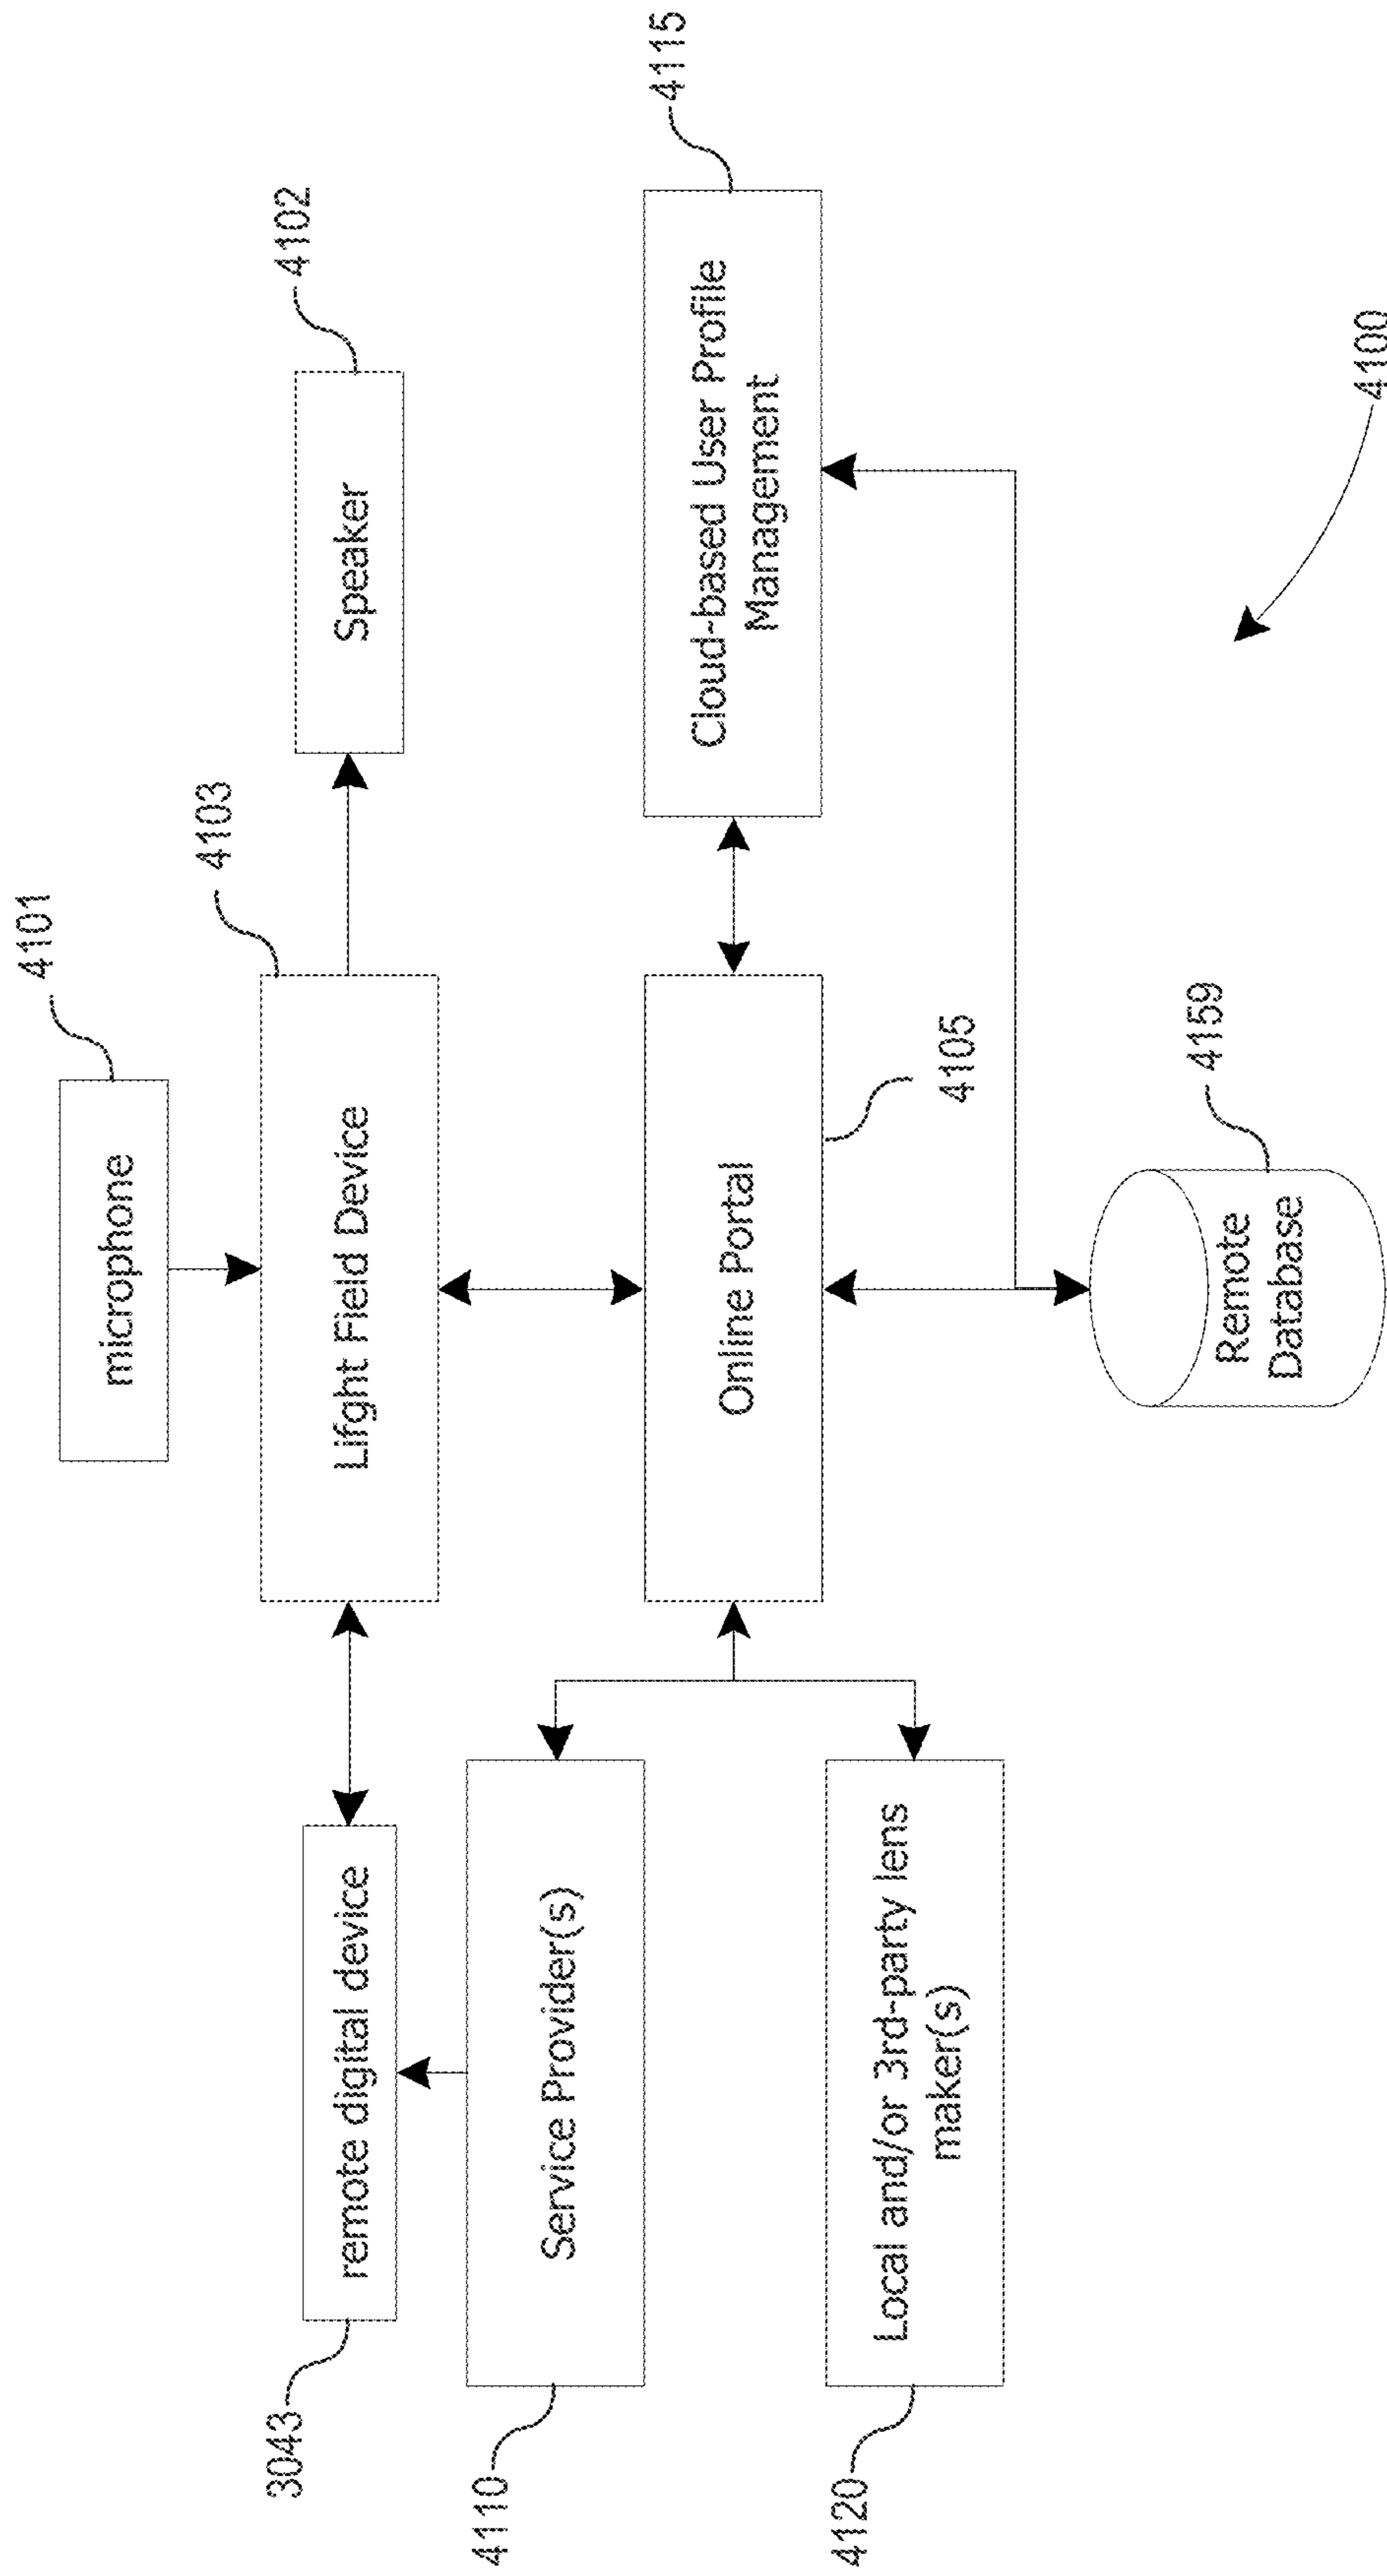 4101
microphone
4103
4102
3043
remote digital device
Lifght Field Device
Speaker
4110
Service Provider(s)
Online Portal
4105
Cloud-based User Profile
Management
4115
4120
Local and/or 3rd-party lens
maker(s)
Remote
Database
4159
4100